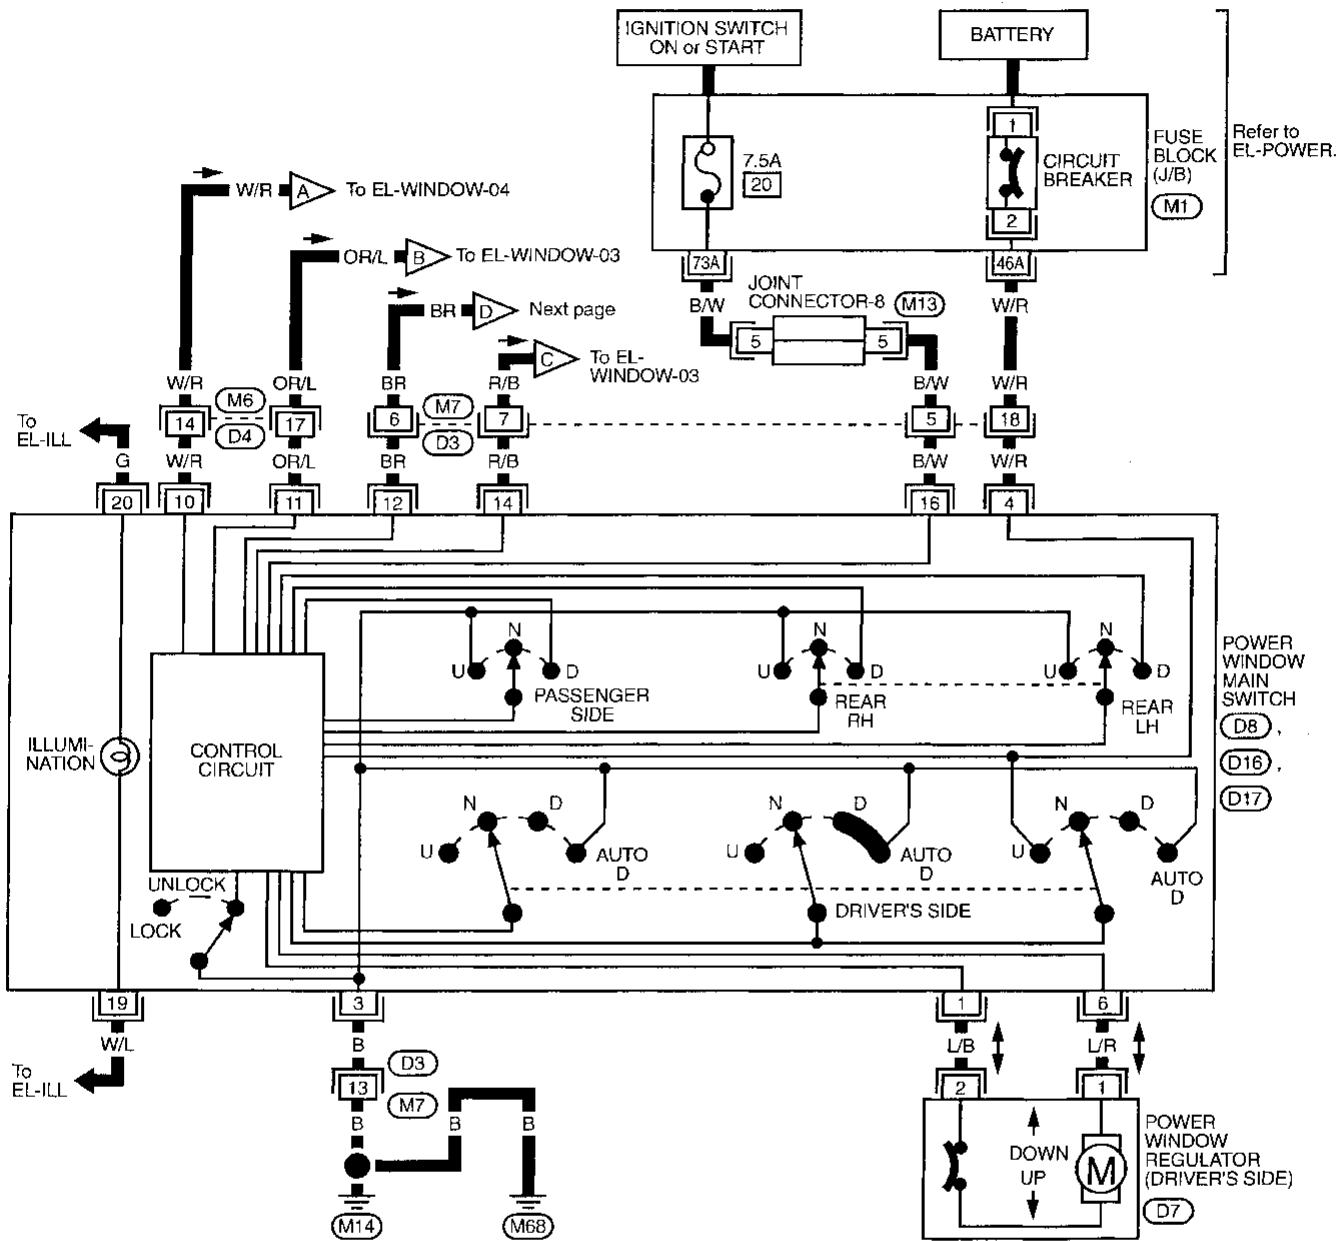 IGNITION SWITCH
ON or START
BATTERY
Refer to
EL-POWER.
FUSE
BLOCK
(J/B)
M1
7.5A
20
1
CIRCUIT
BREAKER
2
73A
46A
B/W
W/R
JOINT
CONNECTOR-8
M13
5
5
W/R
A
To EL-WINDOW-04
OR/L
B
To EL-WINDOW-03
BR
D
Next page
C
To EL-
WINDOW-03
W/R
OR/L
BR
R/B
B/W
W/R
To
EL-ILL
14
M6
D4
17
6
M7
D3
7
5
18
G
W/R
OR/L
BR
R/B
B/W
W/R
20
10
11
12
14
16
4
N
U
D
PASSENGER
SIDE
N
U
D
REAR
RH
N
U
D
REAR
LH
POWER
WINDOW
MAIN
SWITCH
D8 ,
D16 ,
D17
ILLUMI-
NATION
CONTROL
CIRCUIT
N
D
U
AUTO
D
N
D
U
AUTO
D
N
D
U
AUTO
D
DRIVER'S SIDE
UNLOCK
LOCK
19
3
1
6
W/L
B
L/B
L/R
To
EL-ILL
D3
13
M7
2
1
B
B
B
M14
M68
DOWN
UP
M
POWER
WINDOW
REGULATOR
(DRIVER'S SIDE)
D7